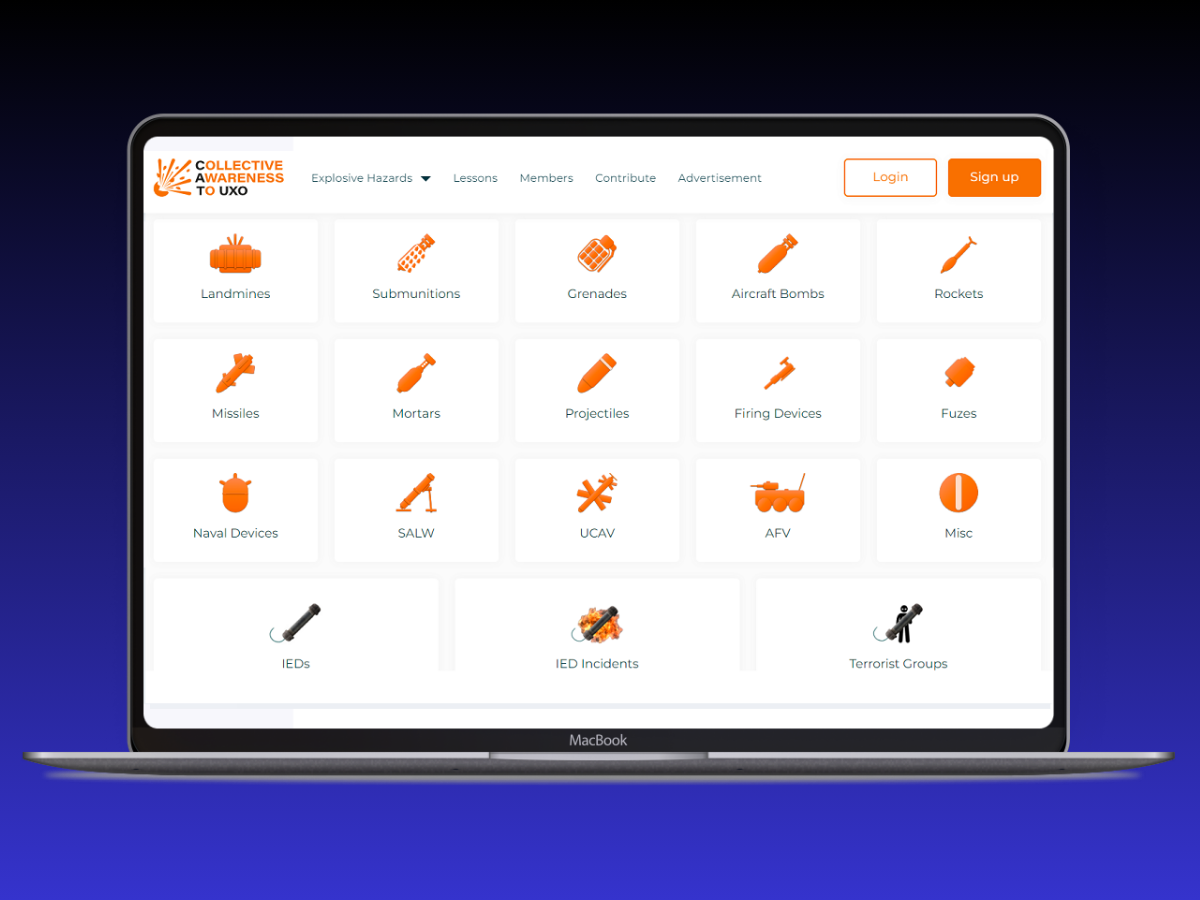 COLLECTIVE
AWARENESS
TO UXO
Explosive Hazards
Lessons
Members
Contribute
Advertisement
Login
Sign up
Landmines
Submunitions
Grenades
Aircraft Bombs
Rockets
Missiles
Mortars
Projectiles
Firing Devices
Fuzes
Naval Devices
SALW
UCAV
AFV
Misc
IEDs
IED Incidents
Terrorist Groups
MacBook